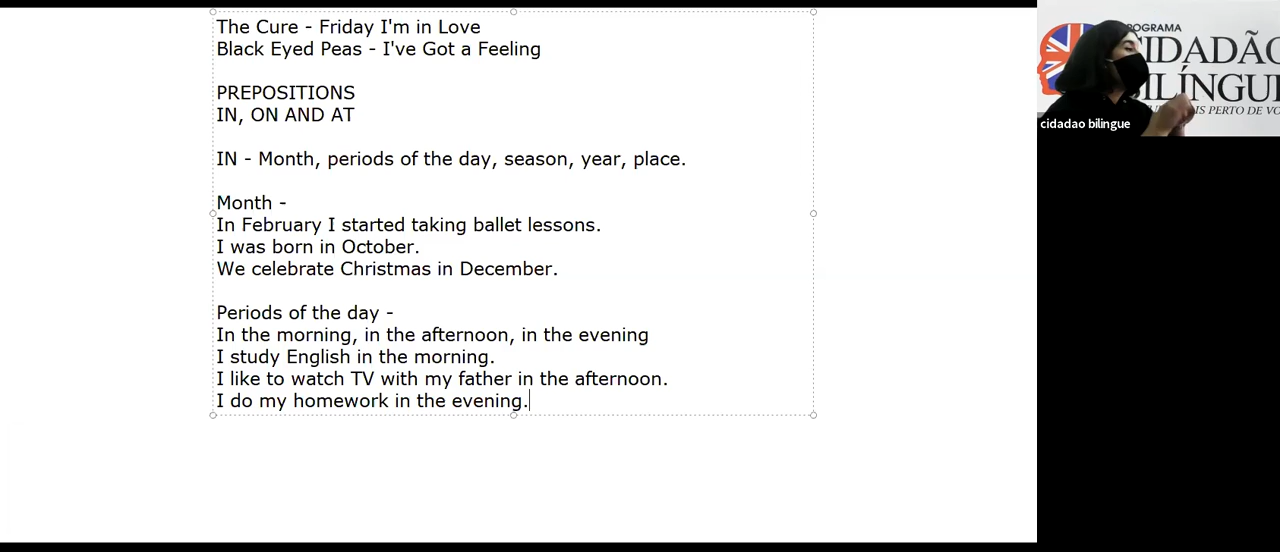 The Cure - Friday I'm in Love
Black Eyed Peas - I've Got a Feeling
PREPOSITIONS
IN, ON AND AT
IN - Month, periods of the day, season, year, place.
Month -
In February I started taking ballet lessons.
I was born in October.
We celebrate Christmas in December.
Periods of the day -
In the morning, in the afternoon, in the evening
I study English in the morning.
I like to watch TV with my father in the afternoon.
I do my homework in the evening.
CIDADÃO
cidadao bilingue